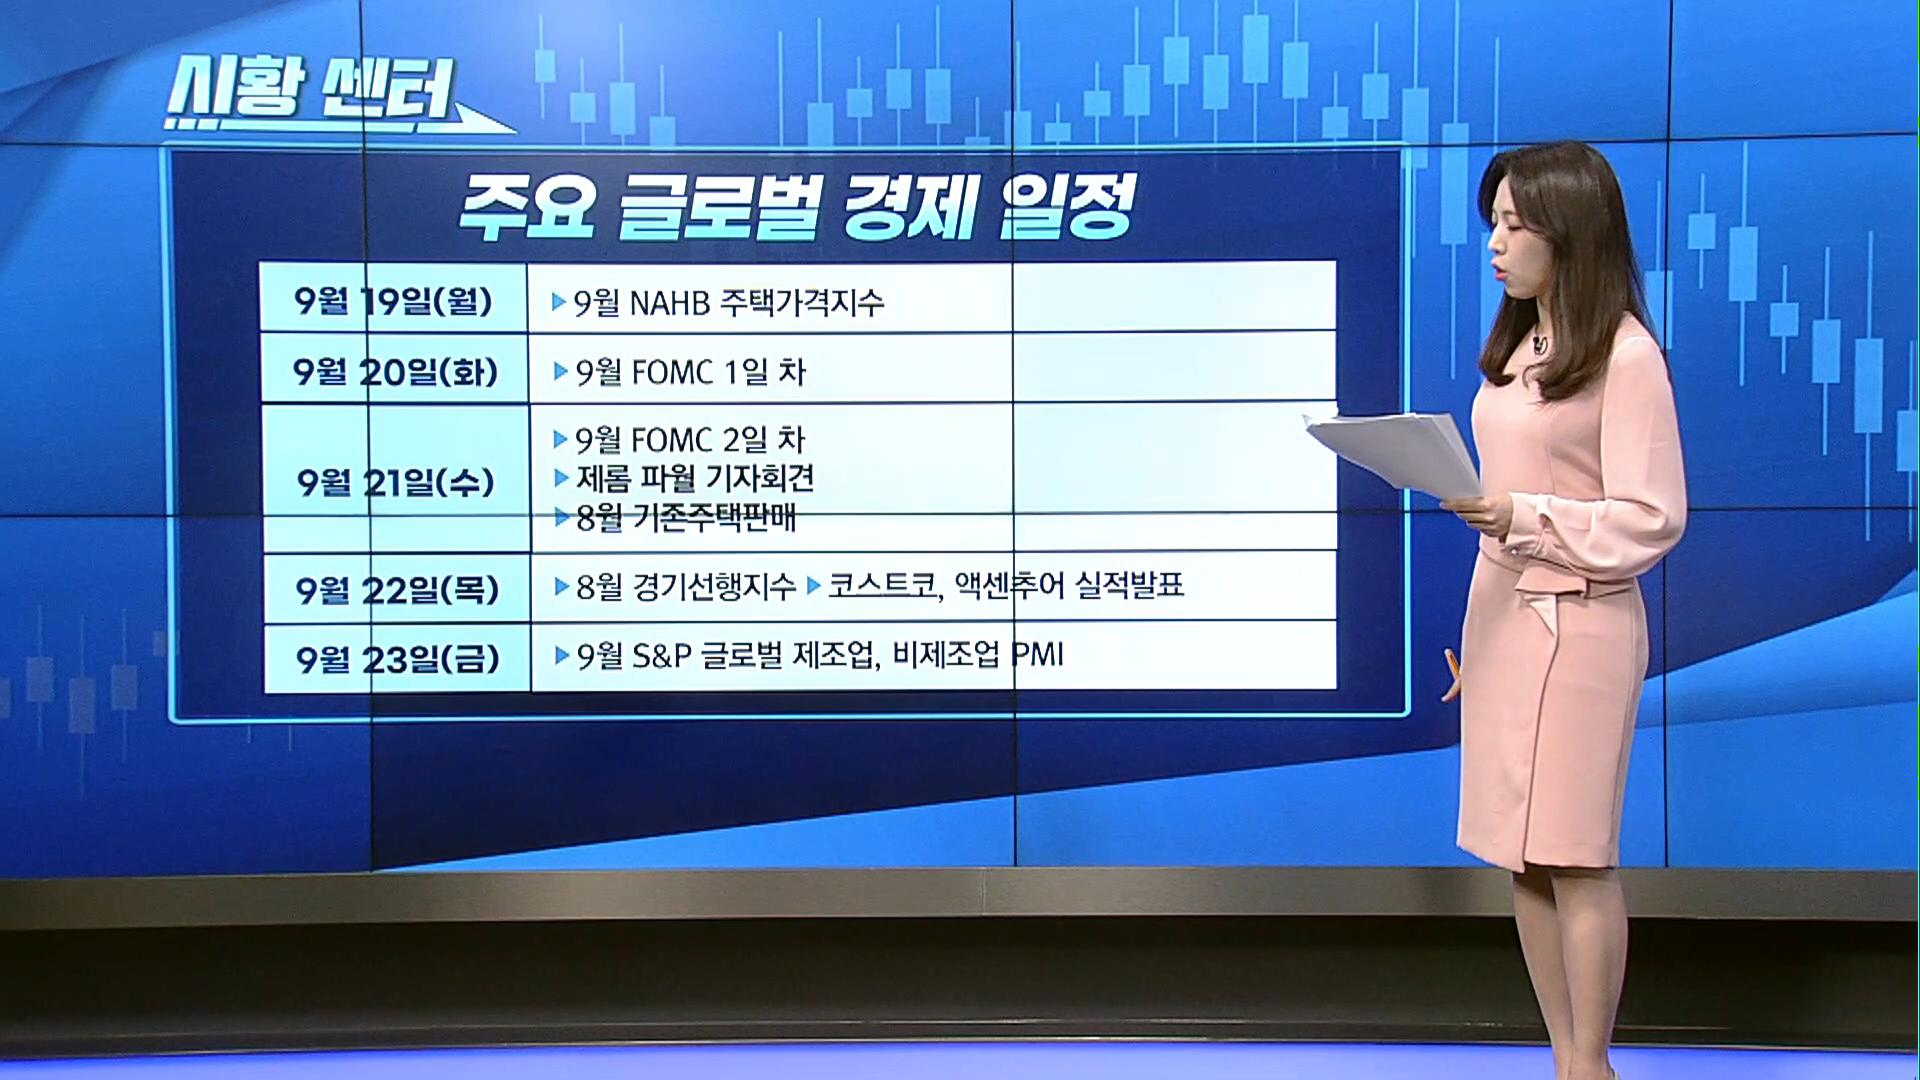 시황 센터
주요 글로벌 경제 일정
9월 19일(월) ▶9월 NAHB 주택가격지수
9월 20일(화) ▶9월 FOMC 1일 차
9월 21일(수) ▶9월 FOMC 2일 차
▶제롬 파월 기자회견
▶8월 기존주택판매
9월 22일(목) ▶8월 경기선행지수 ▶코스트코, 액센추어 실적발표
9월 23일(금) ▶9월 S&P 글로벌 제조업, 비제조업 PMI